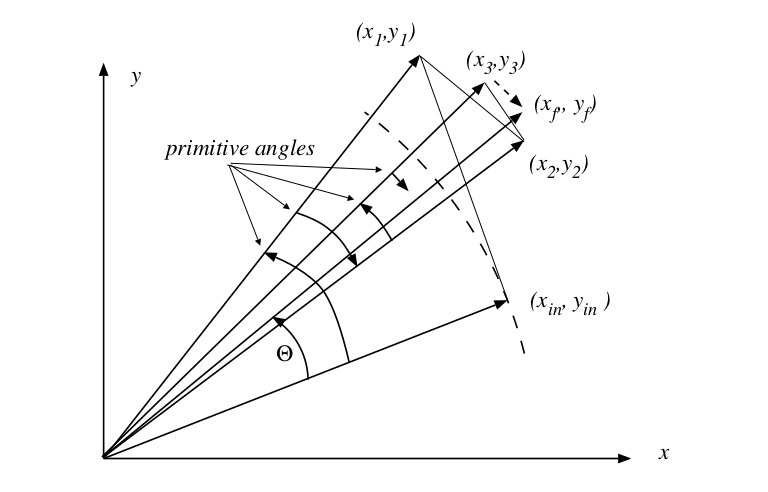 (x1,y1)
(x3,y3)
y
(xf, yf)
primitive angles
(x2,y2)
(xin, yin )
Θ
x